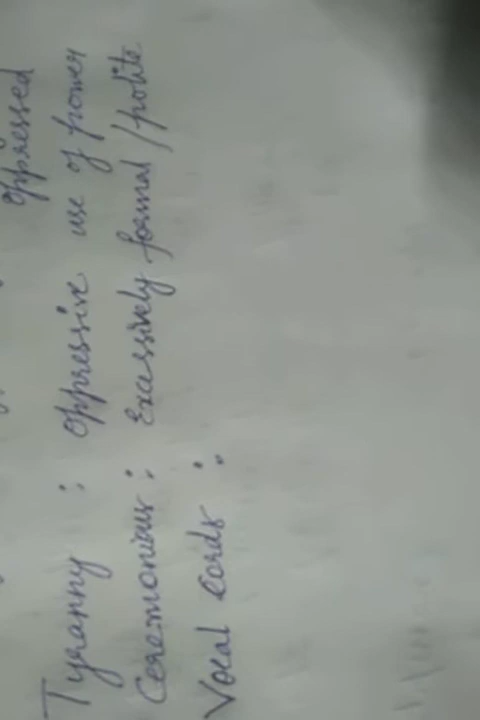 oppressed
Tyranny : oppressive use of power
Ceremonious : Excessively formal / polite
Vocal cords :